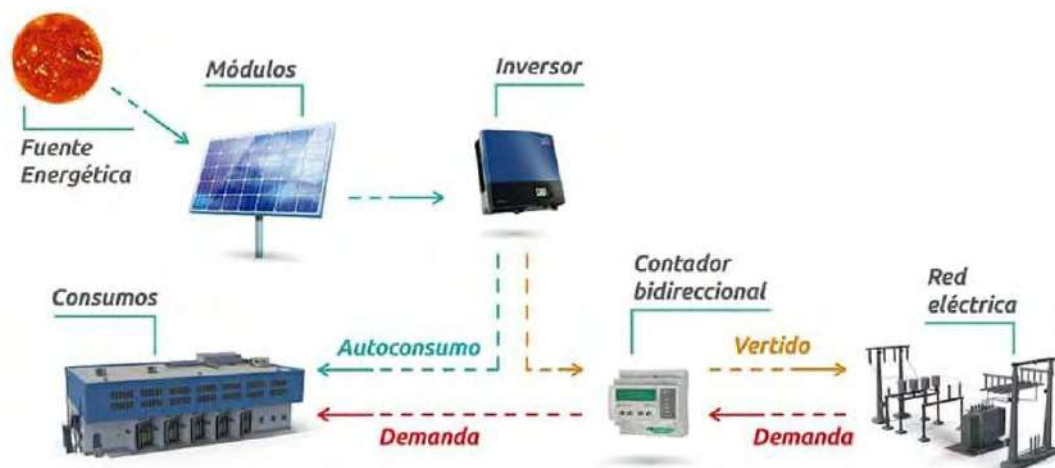 Módulos
Inversor
Fuente
Energética
Consumos
Contador
bidireccional
Red
eléctrica
Autoconsumo
Vertido
Demanda
Demanda